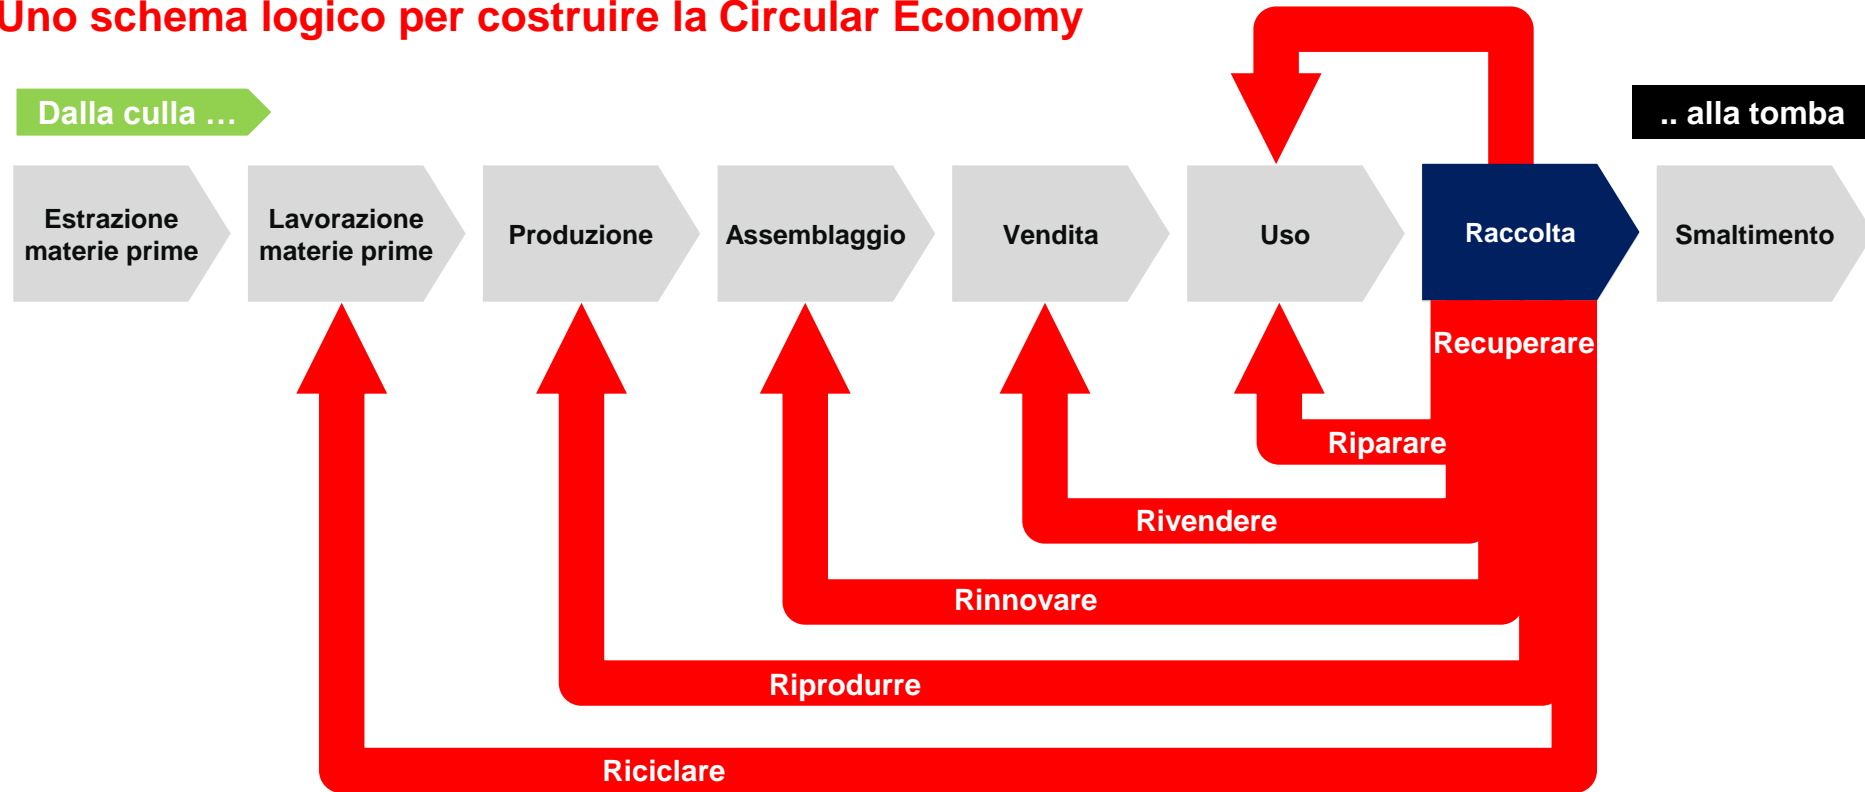 Uno schema logico per costruire la Circular Economy
Dalla culla …
.. alla tomba
Estrazione
materie prime
Lavorazione
materie prime
Produzione
Assemblaggio
Vendita
Uso
Raccolta
Smaltimento
Recuperare
Riparare
Rivendere
Rinnovare
Riprodurre
Riciclare